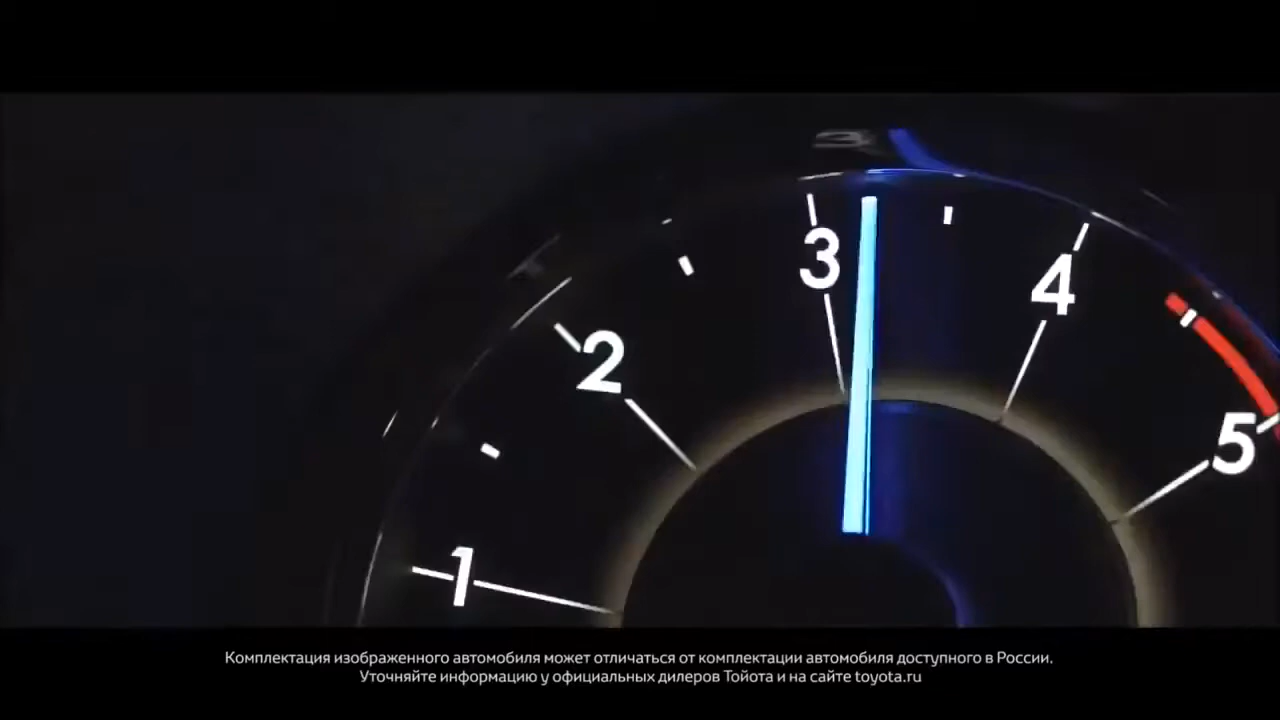 3
4
2
5
1
Комплектация изображенного автомобиля может отличаться от комплектации автомобиля доступного в России.
Уточняйте информацию у официальных дилеров Тойота и на сайте toyota.ru